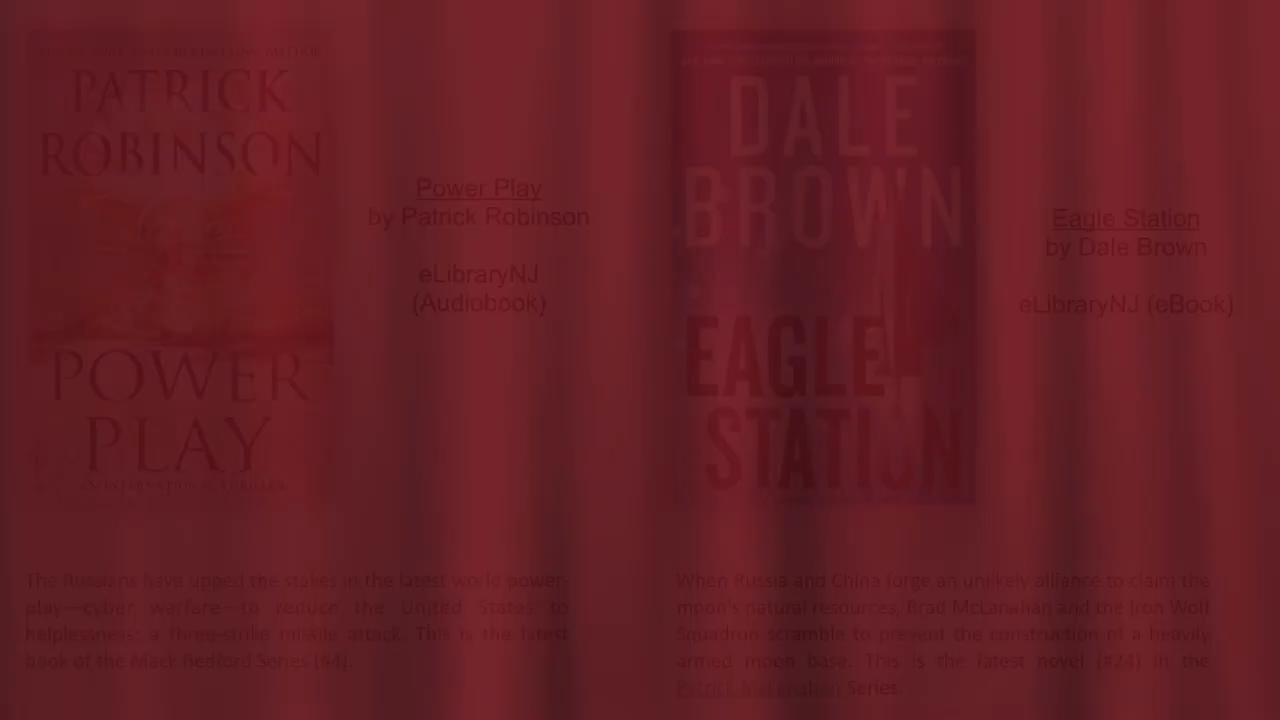 PATRICK
ROBINSON
POWER
PLAY
Power Play
by Patrick Robinson
eLibraryNJ
(Audiobook)
The Russians have upped the stakes in the latest world power-
play—cyber warfare—to reduce the United States to
helplessness: a three-strike missile attack. This is the latest
book of the Mack Bedford Series (#4).
DALE
BROWN
EAGLE
STATION
Eagle Station
by Dale Brown
eLibraryNJ (eBook)
When Russia and China forge an unlikely alliance to claim the
moon's natural resources, Brad McLanahan and the Iron Wolf
Squadron scramble to prevent the construction of a heavily
armed moon base. This is the latest novel (#24) in the
Patrick McLanahan Series.